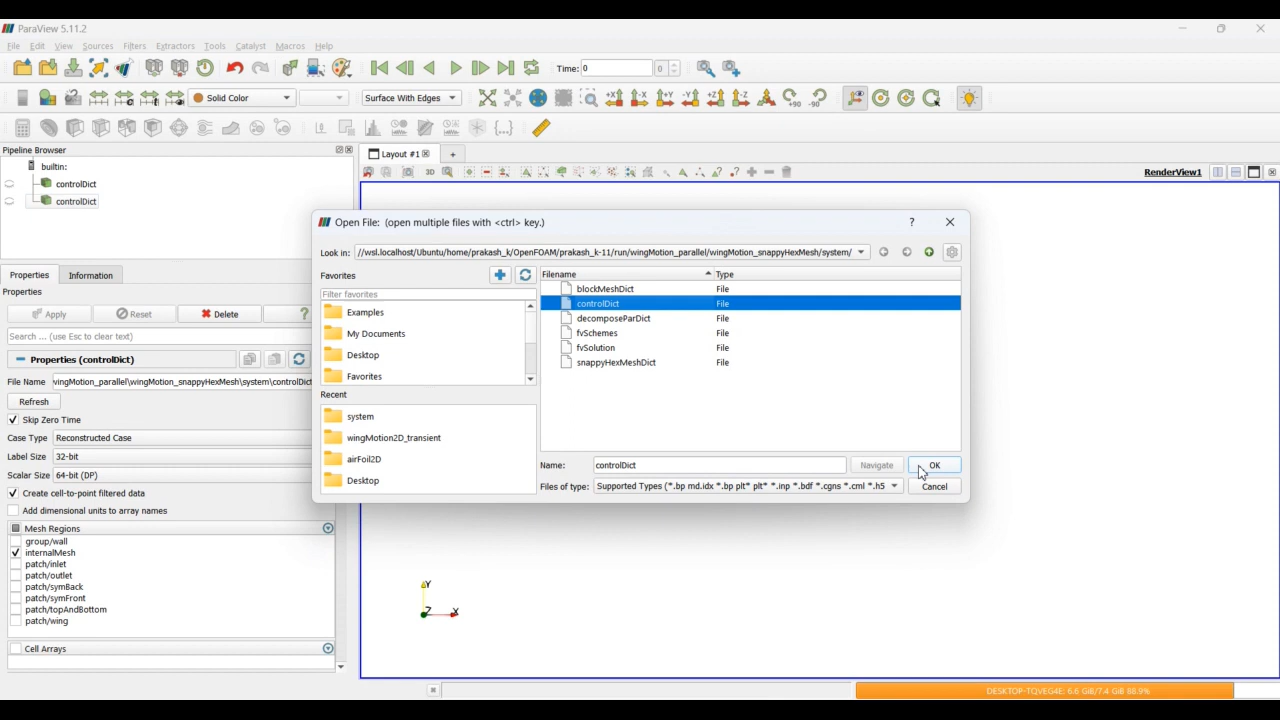 ParaView 5.11.2
File Edit View Sources Filters Extractors Tools Catalyst Macros Help
Time: 0 0
Solid Color Surface With Edges +X -X +Y -Y +Z -Z +90 -90
Pipeline Browser
Layout #1 +
builtin:
3D RenderView1
controlDict
controlDict
Open File: (open multiple files with <ctrl> key.) ?
Look in: //wsl.localhost/Ubuntu/home/prakash_k/OpenFOAM/prakash_k-11/run/wingMotion_parallel/wingMotion_snappyHexMesh/system/
Properties Information
Favorites Filename Type
Properties
Filter favorites
blockMeshDict File
controlDict File
decomposeParDict File
fvSchemes File
fvSolution File
snappyHexMeshDict File
Examples
My Documents
Desktop
Favorites
Apply Reset Delete ?
Search ... (use Esc to clear text)
Properties (controlDict)
File Name vingMotion_parallel\wingMotion_snappyHexMesh\system\controlDict
Recent
Refresh
system
Skip Zero Time
wingMotion2D_transient
Case Type Reconstructed Case
Label Size 32-bit
airFoil2D
Name: controlDict Navigate OK
Scalar Size 64-bit (DP)
Desktop
Files of type: Supported Types (*.bp md.idx *.bp plt* plt* *.inp *.bdf *.cgns *.cml *.h5 Cancel
Create cell-to-point filtered data
Add dimensional units to array names
Mesh Regions
group/wall
internalMesh
patch/inlet
patch/outlet
patch/symBack
patch/symFront
patch/topAndBottom
patch/wing
Y
Z X
Cell Arrays
DESKTOP-TQVEG4E: 6.6 GiB/7.4 GiB 88.9%